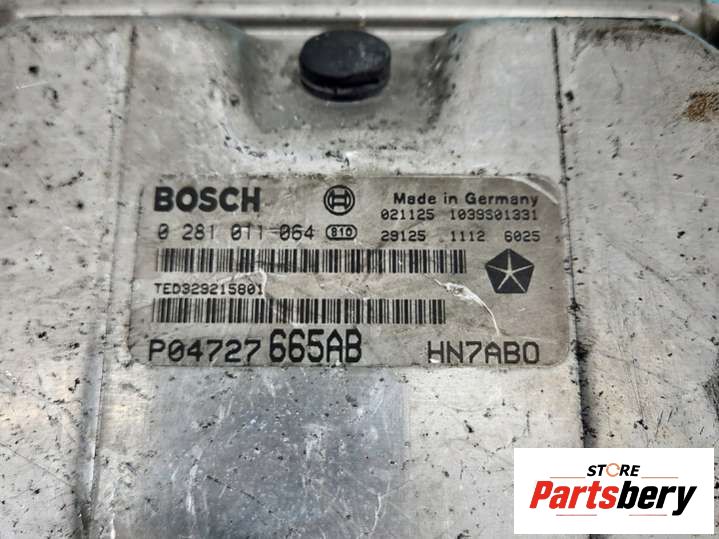 BOSCH Made in Germany
021125 1039S01331
0 281 011-064 810 29125 1112 6025
TED329215801
P04727 665AB HN7AB0
STORE
Partsbery